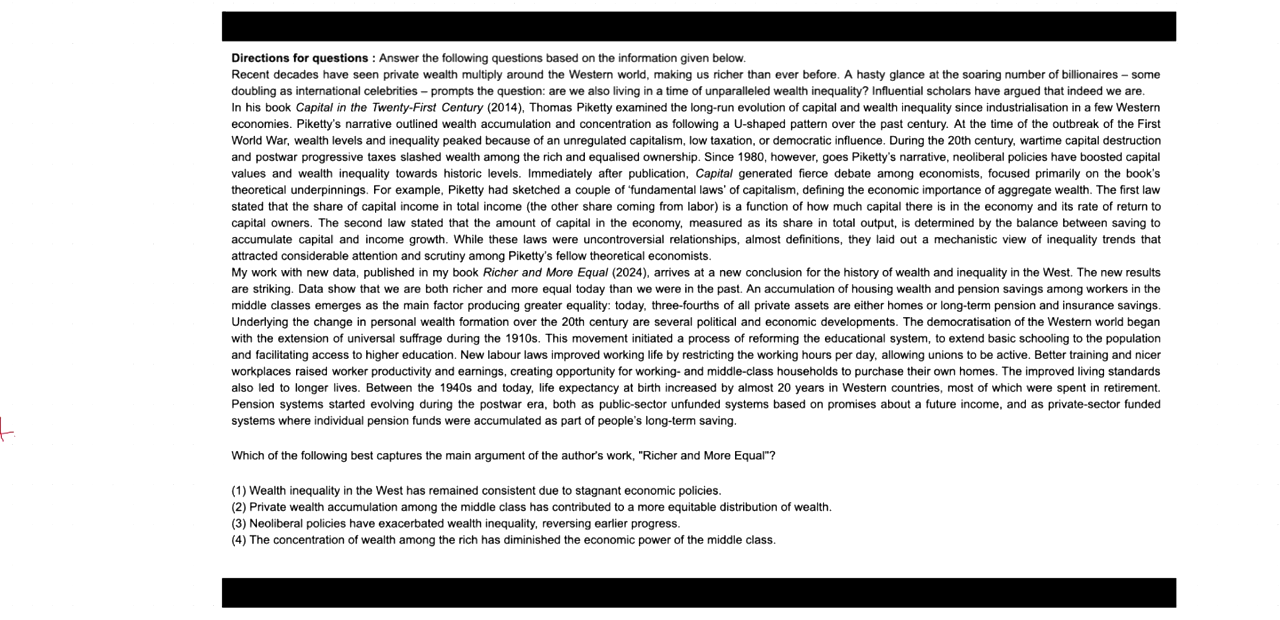 Directions for questions : Answer the following questions based on the information given below.
Recent decades have seen private wealth multiply around the Western world, making us richer than ever before. A hasty glance at the soaring number of billionaires – some
doubling as international celebrities – prompts the question: are we also living in a time of unparalleled wealth inequality? Influential scholars have argued that indeed we are.
In his book Capital in the Twenty-First Century (2014), Thomas Piketty examined the long-run evolution of capital and wealth inequality since industrialisation in a few Western
economies. Piketty's narrative outlined wealth accumulation and concentration as following a U-shaped pattern over the past century. At the time of the outbreak of the First
World War, wealth levels and inequality peaked because of an unregulated capitalism, low taxation, or democratic influence. During the 20th century, wartime capital destruction
and postwar progressive taxes slashed wealth among the rich and equalised ownership. Since 1980, however, goes Piketty's narrative, neoliberal policies have boosted capital
values and wealth inequality towards historic levels. Immediately after publication, Capital generated fierce debate among economists, focused primarily on the book's
theoretical underpinnings. For example, Piketty had sketched a couple of 'fundamental laws' of capitalism, defining the economic importance of aggregate wealth. The first law
stated that the share of capital income in total income (the other share coming from labor) is a function of how much capital there is in the economy and its rate of return to
capital owners. The second law stated that the amount of capital in the economy, measured as its share in total output, is determined by the balance between saving to
accumulate capital and income growth. While these laws were uncontroversial relationships, almost definitions, they laid out a mechanistic view of inequality trends that
attracted considerable attention and scrutiny among Piketty's fellow theoretical economists.
My work with new data, published in my book Richer and More Equal (2024), arrives at a new conclusion for the history of wealth and inequality in the West. The new results
are striking. Data show that we are both richer and more equal today than we were in the past. An accumulation of housing wealth and pension savings among workers in the
middle classes emerges as the main factor producing greater equality: today, three-fourths of all private assets are either homes or long-term pension and insurance savings.
Underlying the change in personal wealth formation over the 20th century are several political and economic developments. The democratisation of the Western world began
with the extension of universal suffrage during the 1910s. This movement initiated a process of reforming the educational system, to extend basic schooling to the population
and facilitating access to higher education. New labour laws improved working life by restricting the working hours per day, allowing unions to be active. Better training and nicer
workplaces raised worker productivity and earnings, creating opportunity for working- and middle-class households to purchase their own homes. The improved living standards
also led to longer lives. Between the 1940s and today, life expectancy at birth increased by almost 20 years in Western countries, most of which were spent in retirement.
Pension systems started evolving during the postwar era, both as public-sector unfunded systems based on promises about a future income, and as private-sector funded
systems where individual pension funds were accumulated as part of people's long-term saving.
Which of the following best captures the main argument of the author's work, "Richer and More Equal"?
(1) Wealth inequality in the West has remained consistent due to stagnant economic policies.
(2) Private wealth accumulation among the middle class has contributed to a more equitable distribution of wealth.
(3) Neoliberal policies have exacerbated wealth inequality, reversing earlier progress.
(4) The concentration of wealth among the rich has diminished the economic power of the middle class.